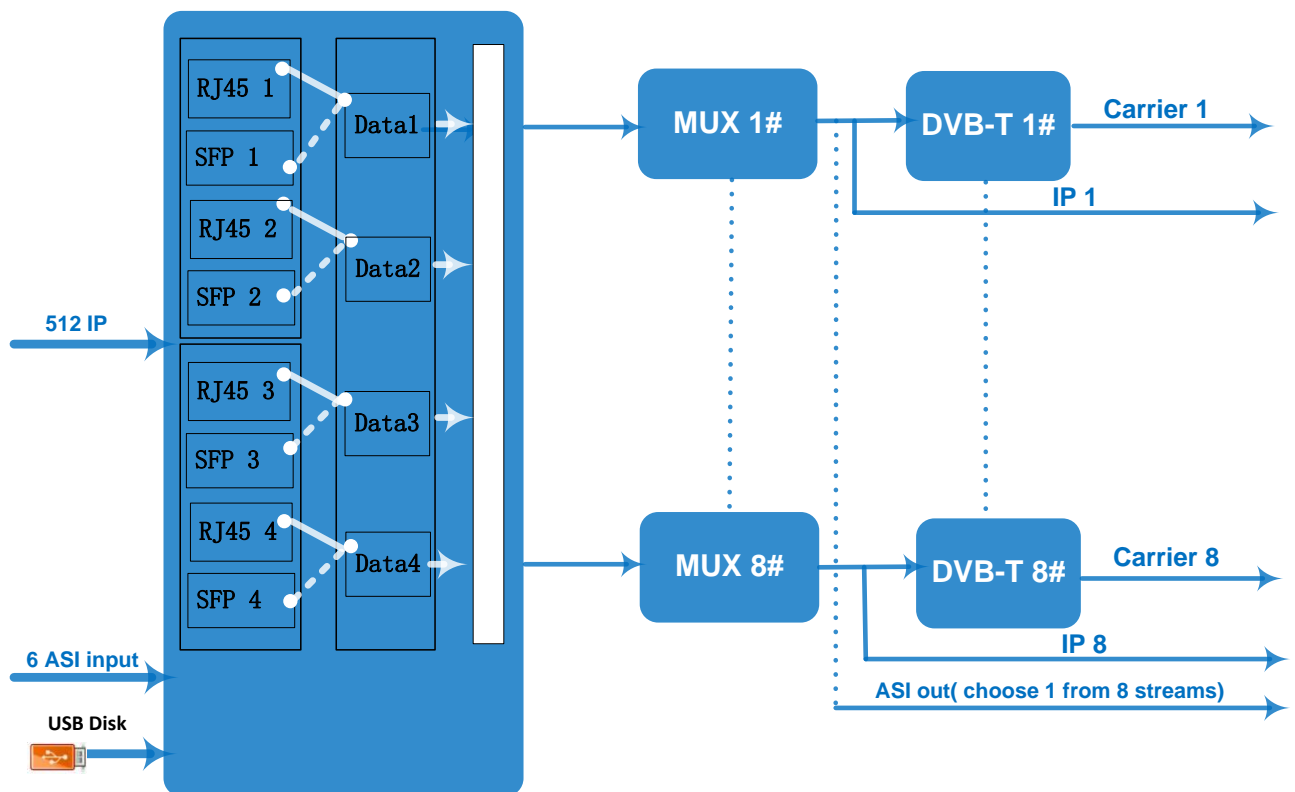 RJ45 1
SFP 1
RJ45 2
SFP 2
RJ45 3
SFP 3
RJ45 4
SFP 4
Data1
Data2
Data3
Data4
512 IP
6 ASI input
USB Disk
MUX 1#
DVB-T 1#
Carrier 1
IP 1
MUX 8#
DVB-T 8#
Carrier 8
IP 8
ASI out( choose 1 from 8 streams)